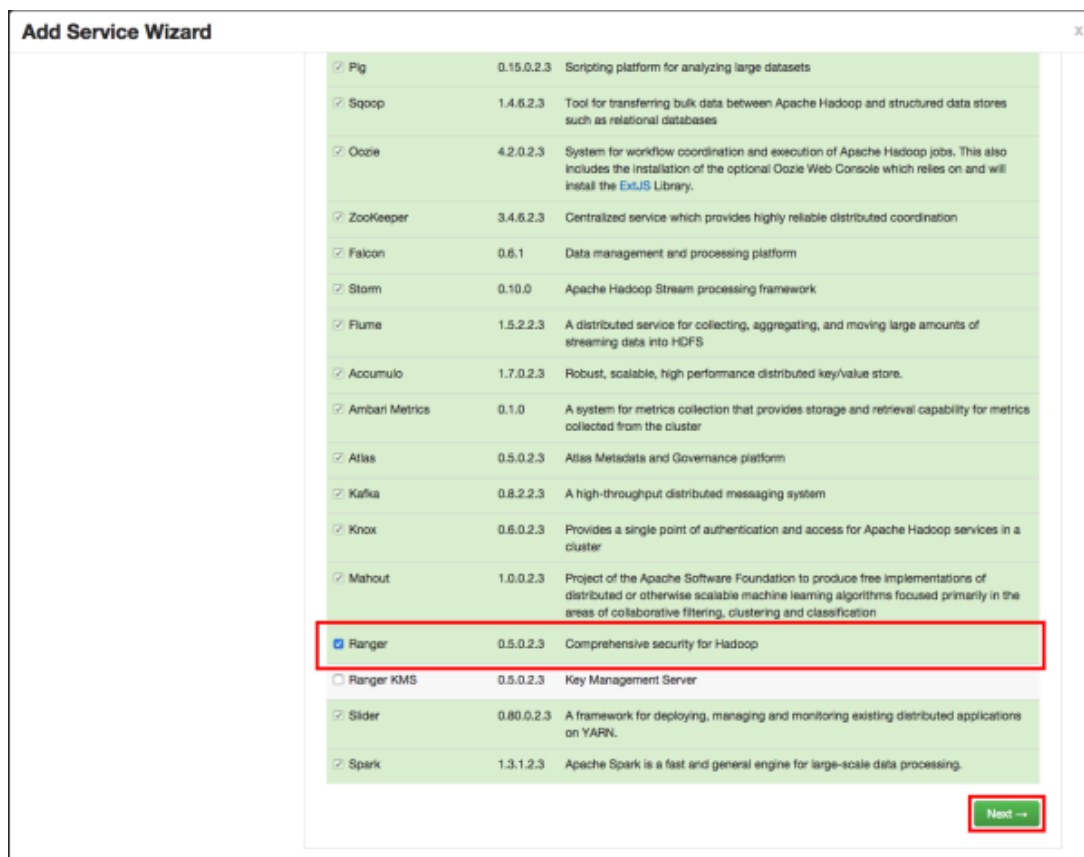 Add Service Wizard
x
Pig 0.15.0.2.3 Scripting platform for analyzing large datasets
Sqoop 1.4.6.2.3 Tool for transferring bulk data between Apache Hadoop and structured data stores
such as relational databases
Oozie 4.2.0.2.3 System for workflow coordination and execution of Apache Hadoop jobs. This also
includes the installation of the optional Oozie Web Console which relies on and will
install the ExtJS Library.
ZooKeeper 3.4.6.2.3 Centralized service which provides highly reliable distributed coordination
Falcon 0.6.1 Data management and processing platform
Storm 0.10.0 Apache Hadoop Stream processing framework
Flume 1.5.2.2.3 A distributed service for collecting, aggregating, and moving large amounts of
streaming data into HDFS
Accumulo 1.7.0.2.3 Robust, scalable, high performance distributed key/value store.
Ambari Metrics 0.1.0 A system for metrics collection that provides storage and retrieval capability for metrics
collected from the cluster
Atlas 0.5.0.2.3 Atlas Metadata and Governance platform
Kafka 0.8.2.2.3 A high-throughput distributed messaging system
Knox 0.6.0.2.3 Provides a single point of authentication and access for Apache Hadoop services in a
cluster
Mahout 1.0.0.2.3 Project of the Apache Software Foundation to produce free implementations of
distributed or otherwise scalable machine learning algorithms focused primarily in the
areas of collaborative filtering, clustering and classification
Ranger 0.5.0.2.3 Comprehensive security for Hadoop
Ranger KMS 0.5.0.2.3 Key Management Server
Slider 0.80.0.2.3 A framework for deploying, managing and monitoring existing distributed applications
on YARN.
Spark 1.3.1.2.3 Apache Spark is a fast and general engine for large-scale data processing.
Next →